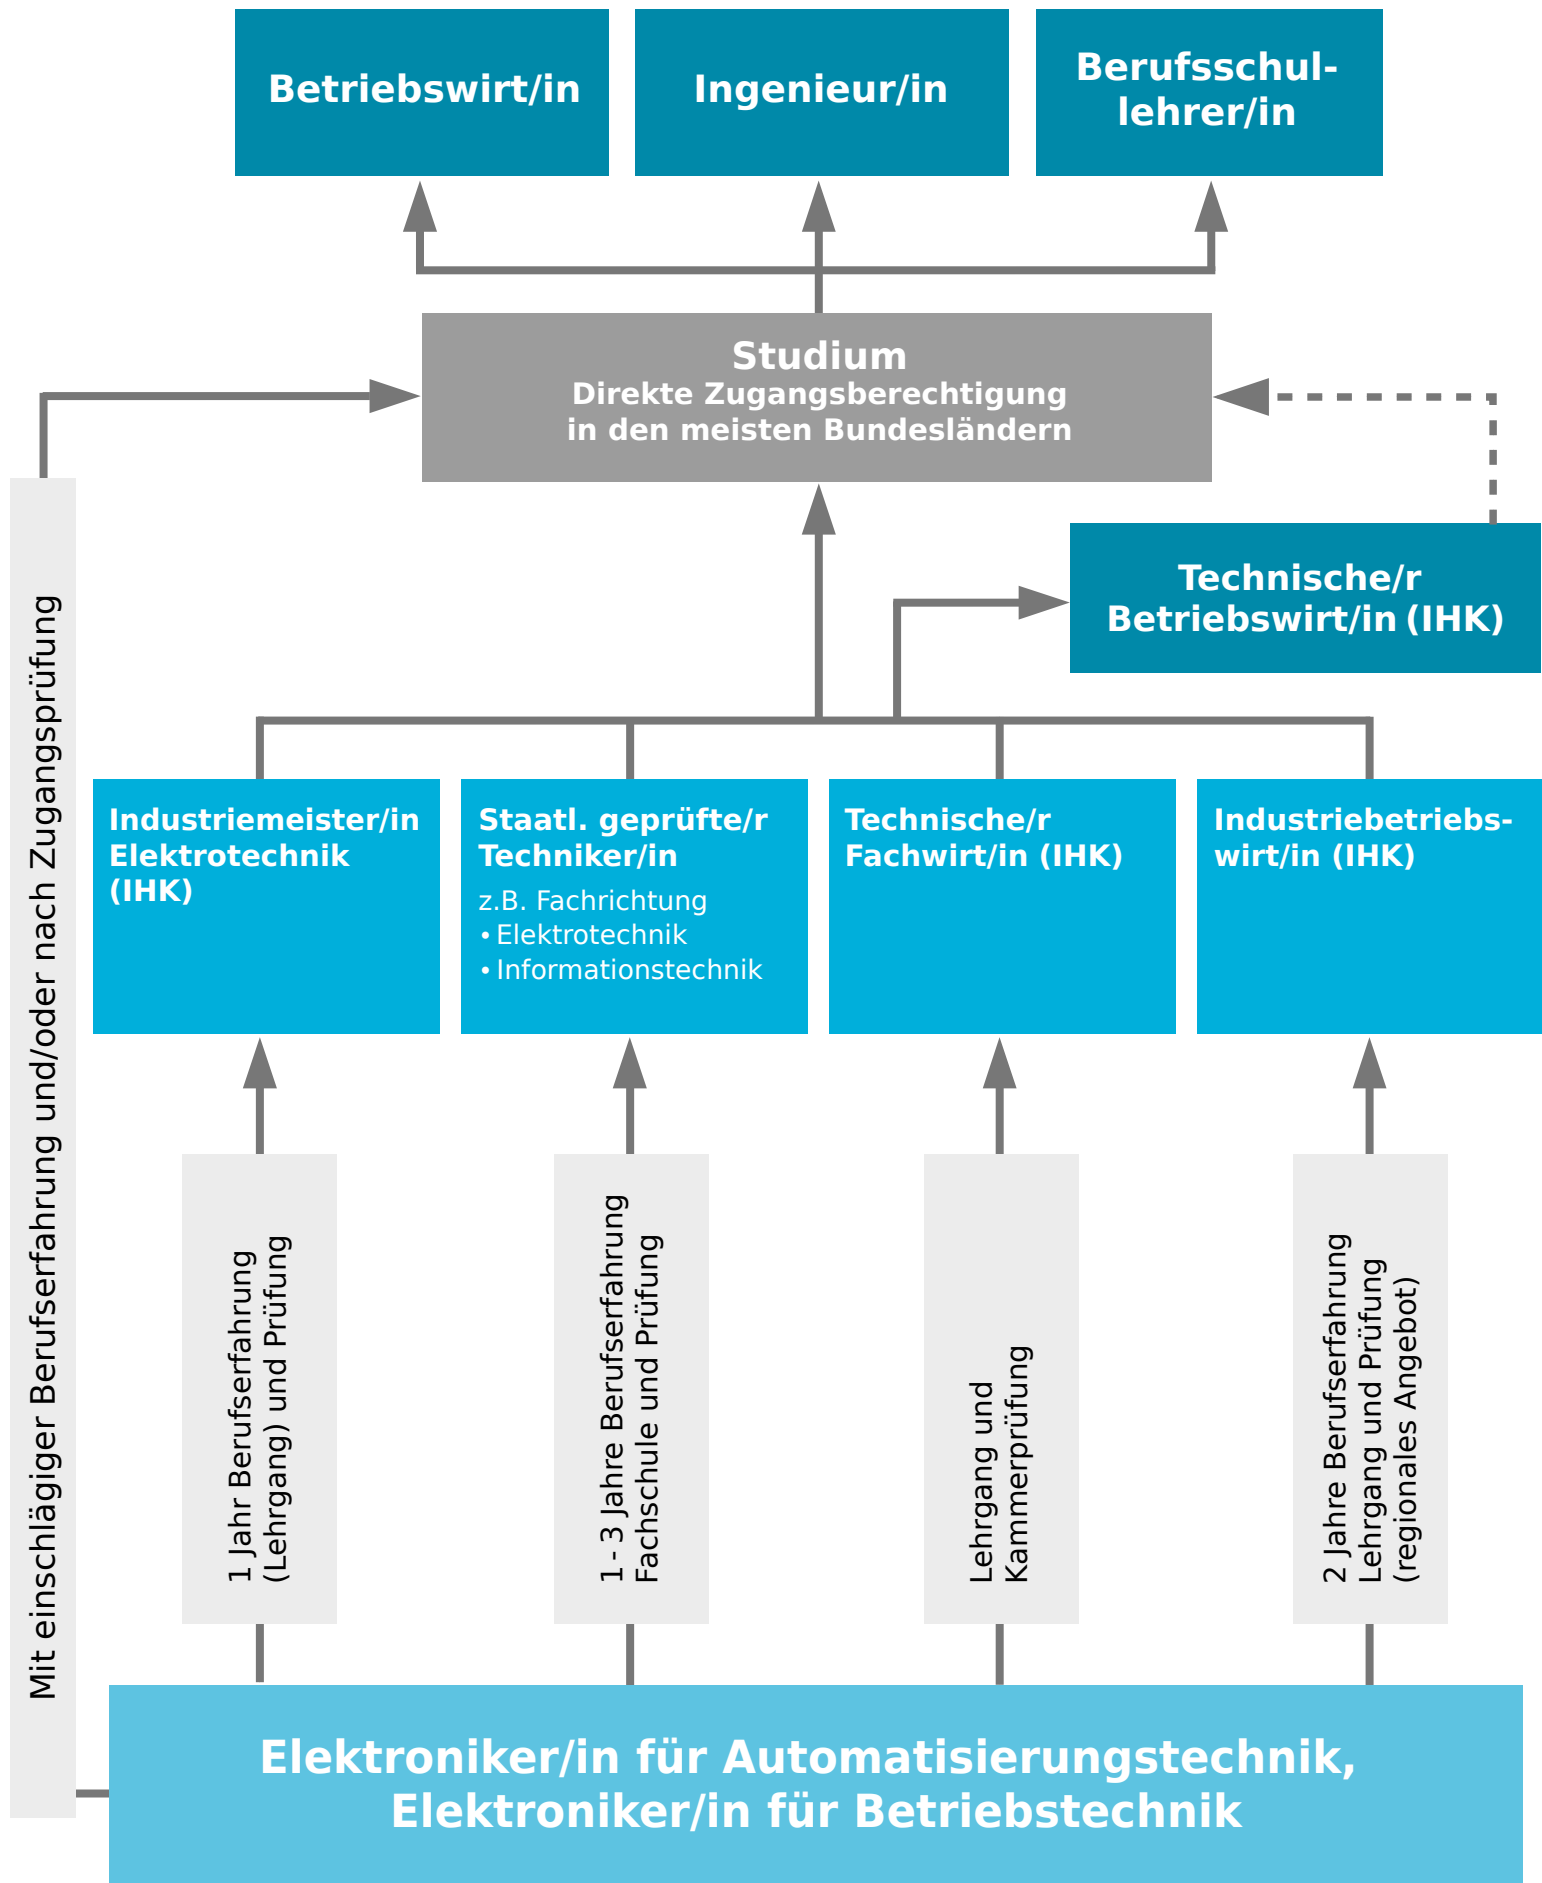 Betriebswirt/in
Ingenieur/in
Berufsschul-
lehrer/in
Studium
Direkte Zugangsberechtigung
in den meisten Bundesländern
Technische/r
Betriebswirt/in (IHK)
Mit einschlägiger Berufserfahrung und/oder nach Zugangsprüfung
Industriemeister/in
Elektrotechnik
(IHK)
Staatl. geprüfte/r
Techniker/in
z.B. Fachrichtung
• Elektrotechnik
• Informationstechnik
Technische/r
Fachwirt/in (IHK)
Industriebetriebs-
wirt/in (IHK)
1 Jahr Berufserfahrung
(Lehrgang) und Prüfung
1 - 3 Jahre Berufserfahrung
Fachschule und Prüfung
Lehrgang und
Kammerprüfung
2 Jahre Berufserfahrung
Lehrgang und Prüfung
(regionales Angebot)
Elektroniker/in für Automatisierungstechnik,
Elektroniker/in für Betriebstechnik